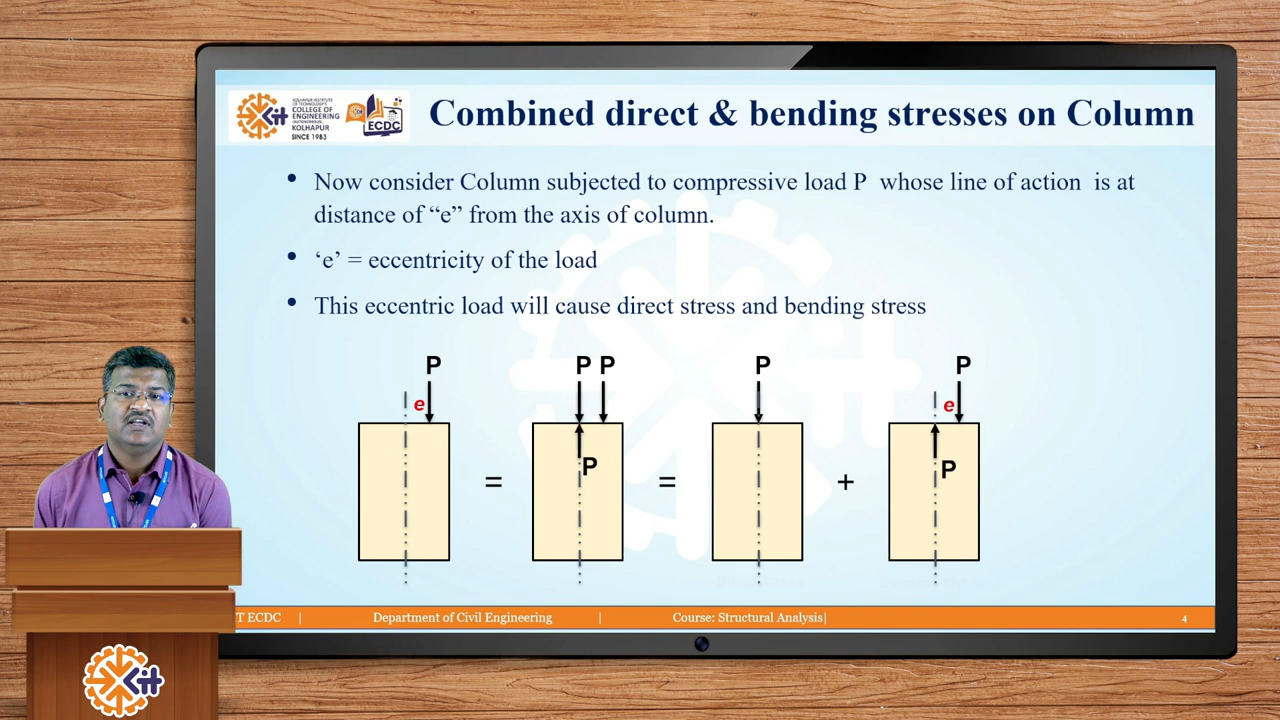 KOLHAPUR INSTITUTE
OF TECHNOLOGY'S
COLLEGE OF
ENGINEERING
(AUTONOMOUS),
KOLHAPUR
SINCE 1983
ECDC
Combined direct & bending stresses on Column
• Now consider Column subjected to compressive load P whose line of action is at
distance of “e” from the axis of column.
• ‘e’ = eccentricity of the load
• This eccentric load will cause direct stress and bending stress
P
e
P P
P
P
P
e
P
= = +
T ECDC | Department of Civil Engineering | Course: Structural Analysis| 4
Kit